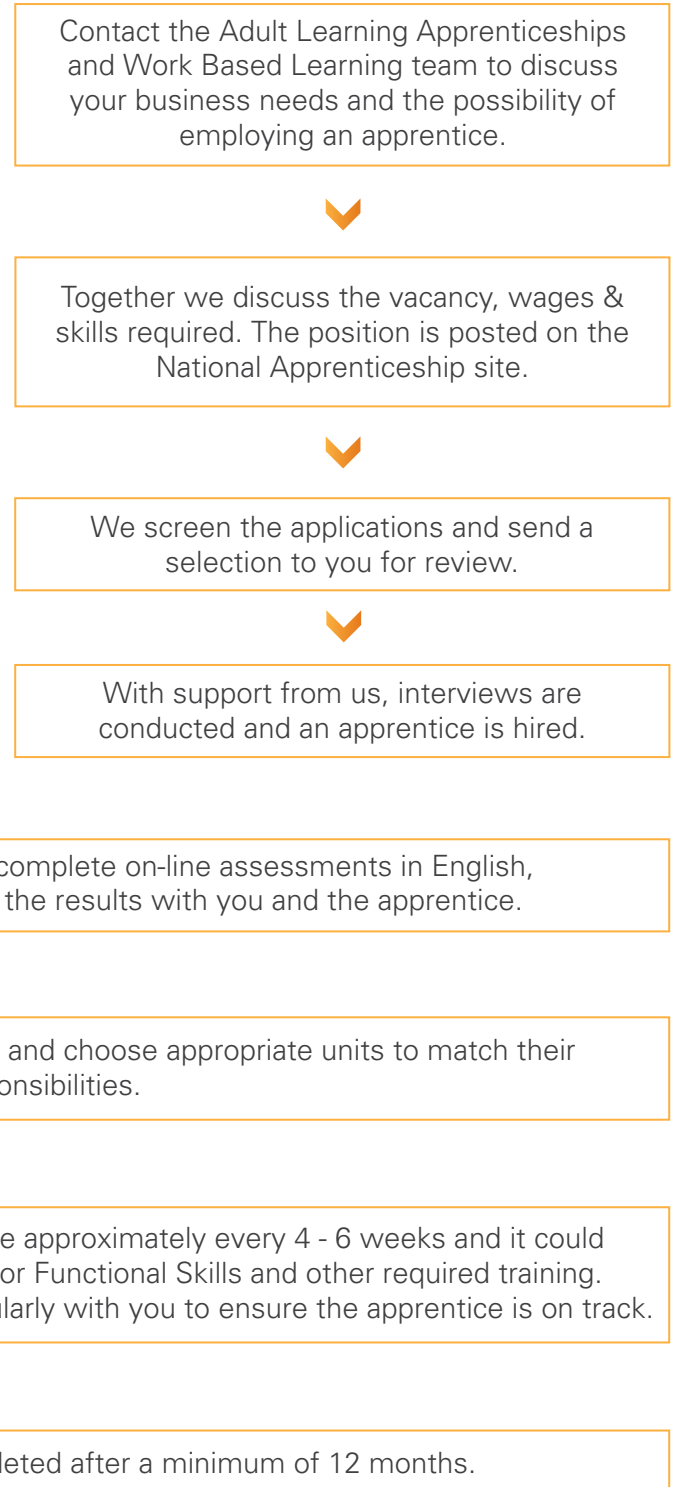 Contact the Adult Learning Apprenticeships
and Work Based Learning team to discuss
your business needs and the possibility of
employing an apprentice.
Together we discuss the vacancy, wages &
skills required. The position is posted on the
National Apprenticeship site.
We screen the applications and send a
selection to you for review.
With support from us, interviews are
conducted and an apprentice is hired.
complete on-line assessments in English,
the results with you and the apprentice.
and choose appropriate units to match their
approximately every 4 - 6 weeks and it could
or Functional Skills and other required training.
with you to ensure the apprentice is on track.
after a minimum of 12 months.